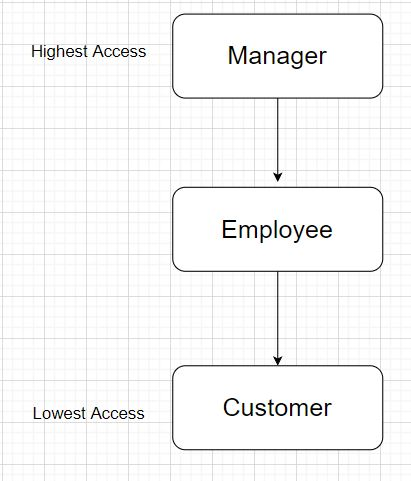 Highest Access
Manager
Employee
Lowest Access
Customer